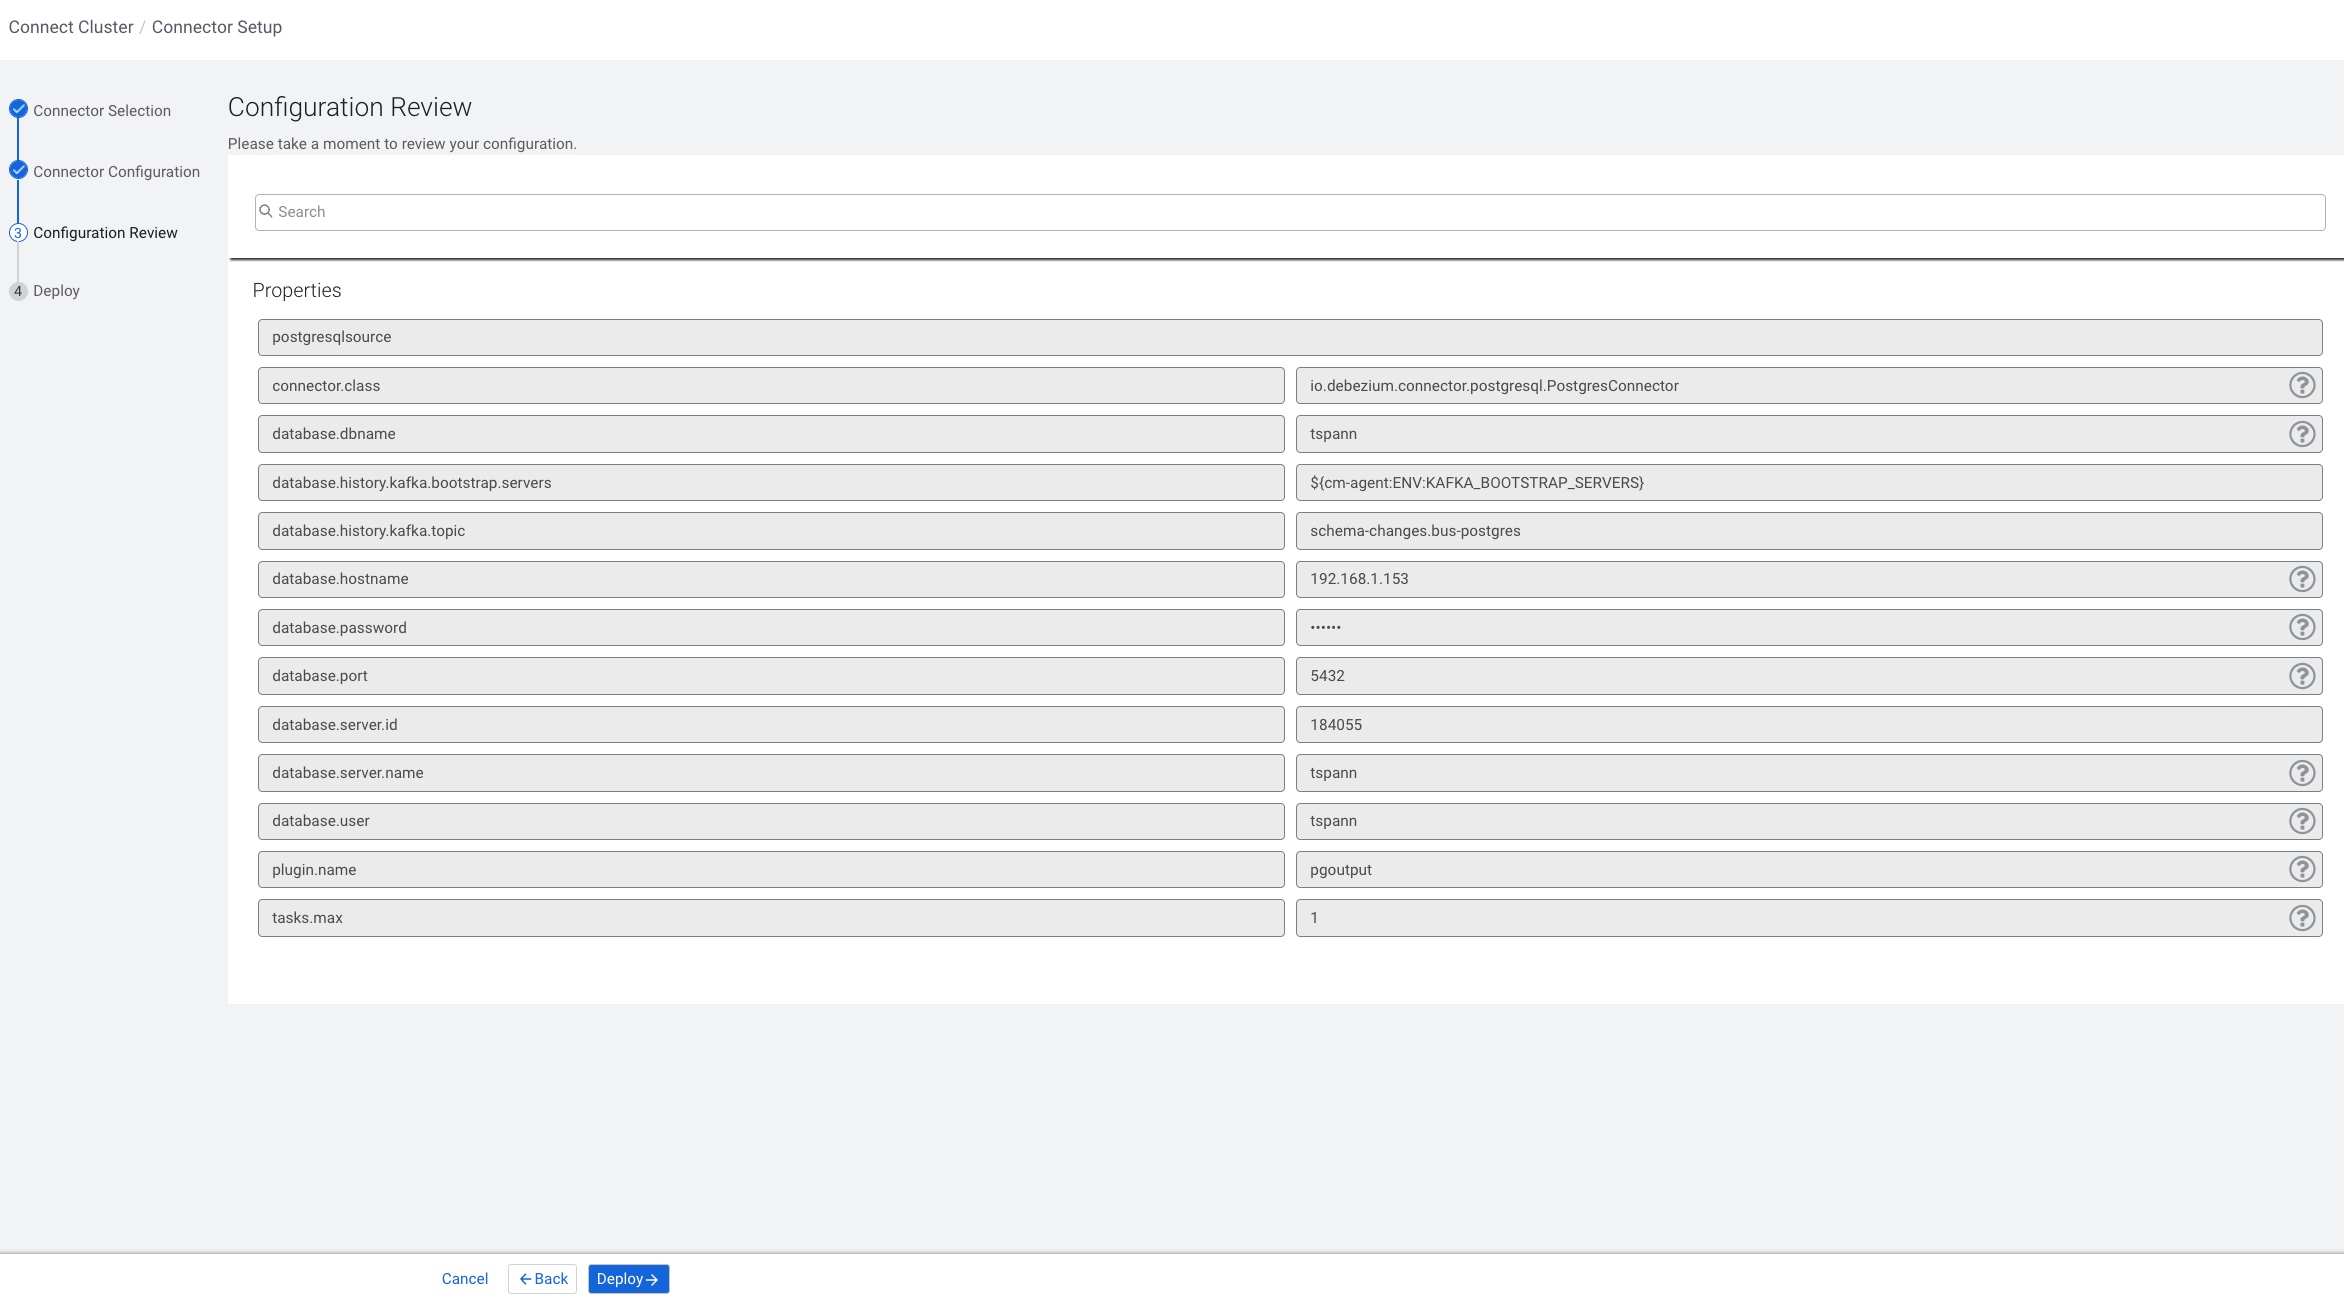 Connect Cluster / Connector Setup
Connector Selection
Connector Configuration
3 Configuration Review
4 Deploy
Configuration Review
Please take a moment to review your configuration.
Search
Properties
postgresqlsource
connector.class io.debezium.connector.postgresql.PostgresConnector ?
database.dbname tspann ?
database.history.kafka.bootstrap.servers ${cm-agent:ENV:KAFKA_BOOTSTRAP_SERVERS}
database.history.kafka.topic schema-changes.bus-postgres
database.hostname 192.168.1.153 ?
database.password •••••• ?
database.port 5432 ?
database.server.id 184055
database.server.name tspann ?
database.user tspann ?
plugin.name pgoutput ?
tasks.max 1 ?
Cancel ←Back Deploy→